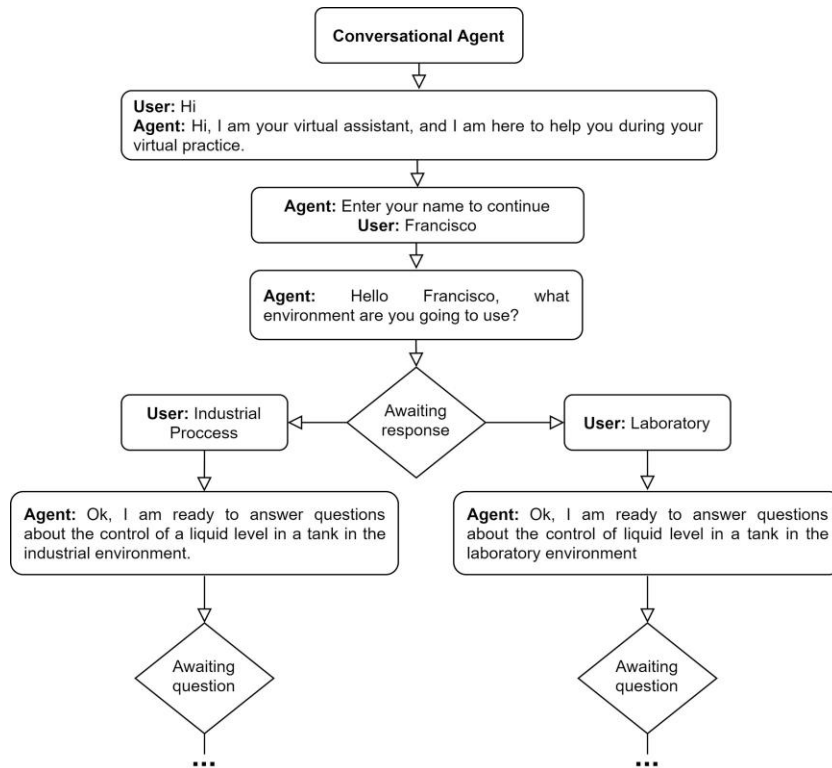 Conversational Agent
User: Hi
Agent: Hi, I am your virtual assistant, and I am here to help you during your
virtual practice.
Agent: Enter your name to continue
User: Francisco
Agent: Hello Francisco, what
environment are you going to use?
Awaiting
response
User: Industrial
Proccess
User: Laboratory
Agent: Ok, I am ready to answer questions
about the control of a liquid level in a tank in the
industrial environment.
Agent: Ok, I am ready to answer questions
about the control of liquid level in a tank in the
laboratory environment
Awaiting
question
...
Awaiting
question
...